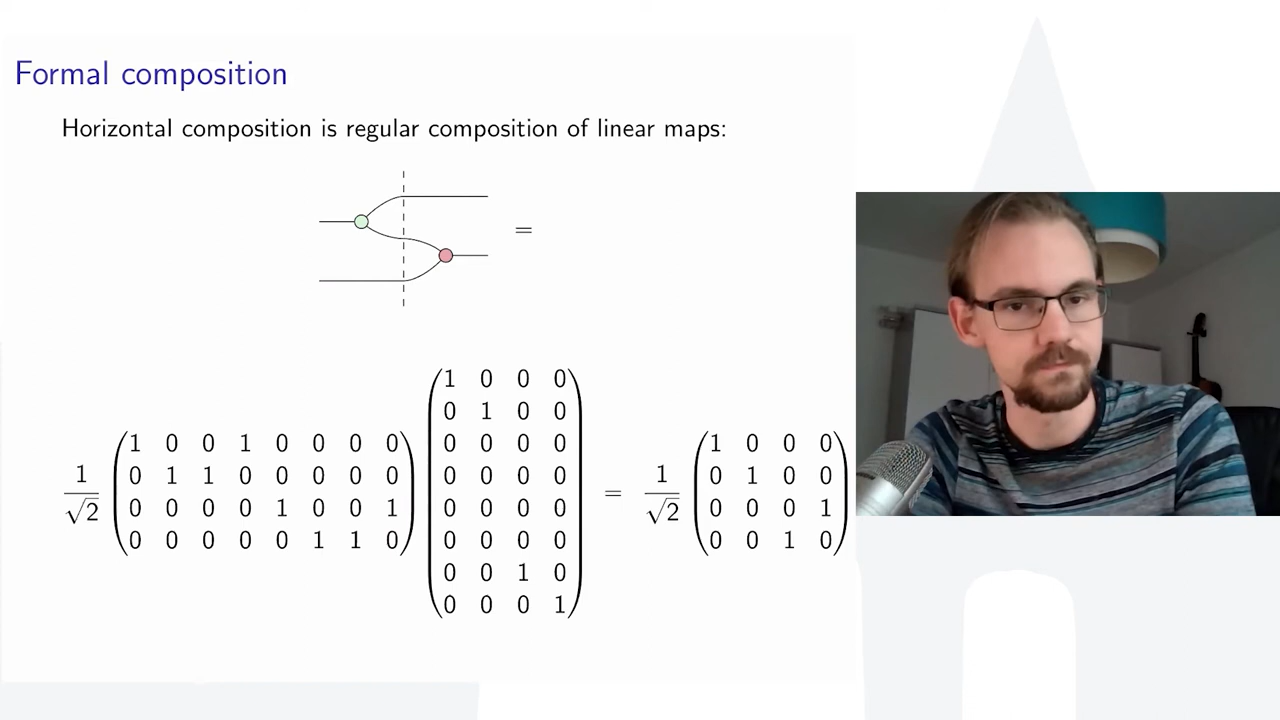 Formal composition
Horizontal composition is regular composition of linear maps:
=
1/√2 (1 0 0 1 0 0 0 0 (1 0 0 0 = 1/√2 (1 0 0 0
0 1 1 0 0 0 0 0 0 1 0 0 0 1 0 0
0 0 0 0 1 0 0 1 0 0 0 0 0 0 0 1
0 0 0 0 0 1 1 0) 0 0 0 0 0 0 1 0)
0 0 0 0
0 0 0 0
0 0 1 0
0 0 0 1)